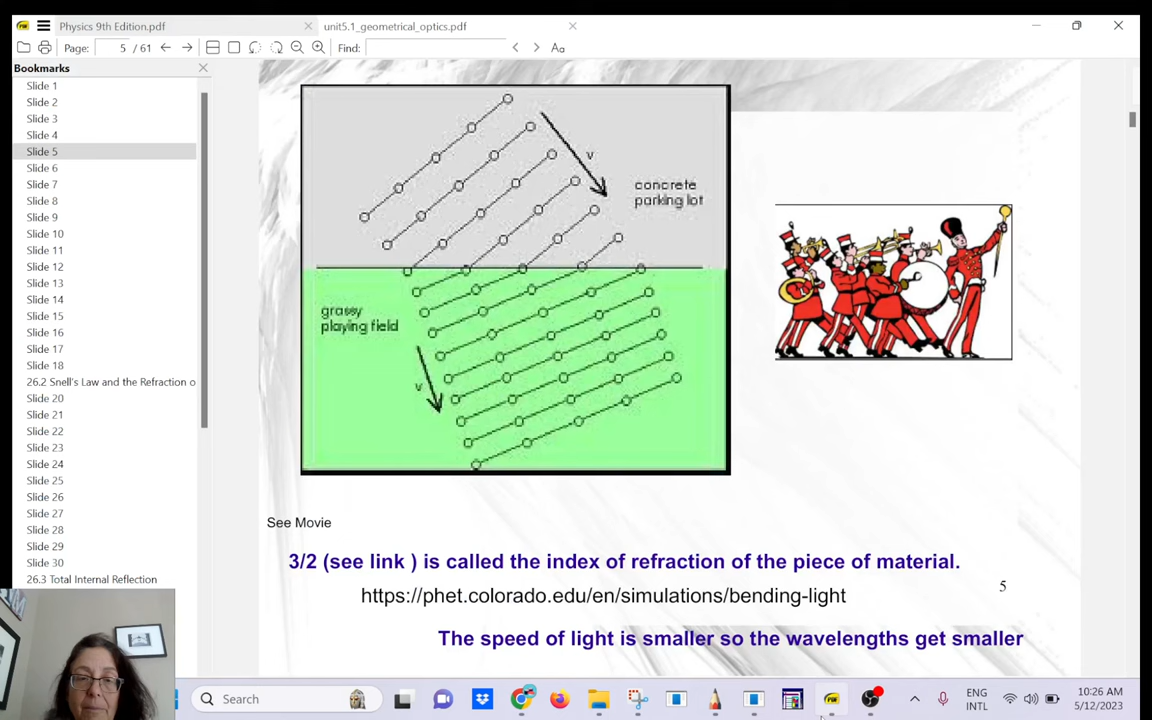 Physics 9th Edition.pdf
unit5.1_geometrical_optics.pdf
Page: 5 / 61
Find:
Aa
Bookmarks
Slide 1
Slide 2
Slide 3
Slide 4
Slide 5
Slide 6
Slide 7
Slide 8
Slide 9
Slide 10
Slide 11
Slide 12
Slide 13
Slide 14
Slide 15
Slide 16
Slide 17
Slide 18
26.2 Snell's Law and the Refraction o
Slide 20
Slide 21
Slide 22
Slide 23
Slide 24
Slide 25
Slide 26
Slide 27
Slide 28
Slide 29
Slide 30
26.3 Total Internal Reflection
v
concrete
parking lot
grassy
playing field
v
See Movie
3/2 (see link ) is called the index of refraction of the piece of material.
5
https://phet.colorado.edu/en/simulations/bending-light
The speed of light is smaller so the wavelengths get smaller
Search
ENG
INTL
10:26 AM
5/12/2023